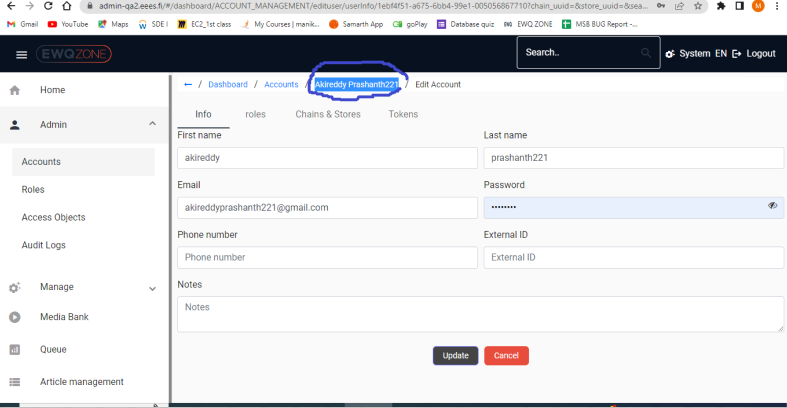 admin-qa2.eees.fi/#/dashboard/ACCOUNT_MANAGEMENT/edituser/userInfo/1ebf4f51-a675-6bb4-99e1-005056867710?chain_uuid=&store_uuid=&sea...
M
Gmail YouTube Maps SDE I EC2_1st class My Courses | manik... Samarth App goPlay Database quiz EWQ ZONE MSB BUG Report -...
EWQZONE Search.. System EN Logout
← / Dashboard / Accounts / Akireddy Prashanth221 / Edit Account
Home
Admin
Accounts
Roles
Access Objects
Audit Logs
Manage
Media Bank
Queue
Article management
Info roles Chains & Stores Tokens
First name Last name
akireddy prashanth221
Email Password
akireddyprashanth221@gmail.com ••••••••
Phone number External ID
Phone number External ID
Notes
Notes
Update Cancel